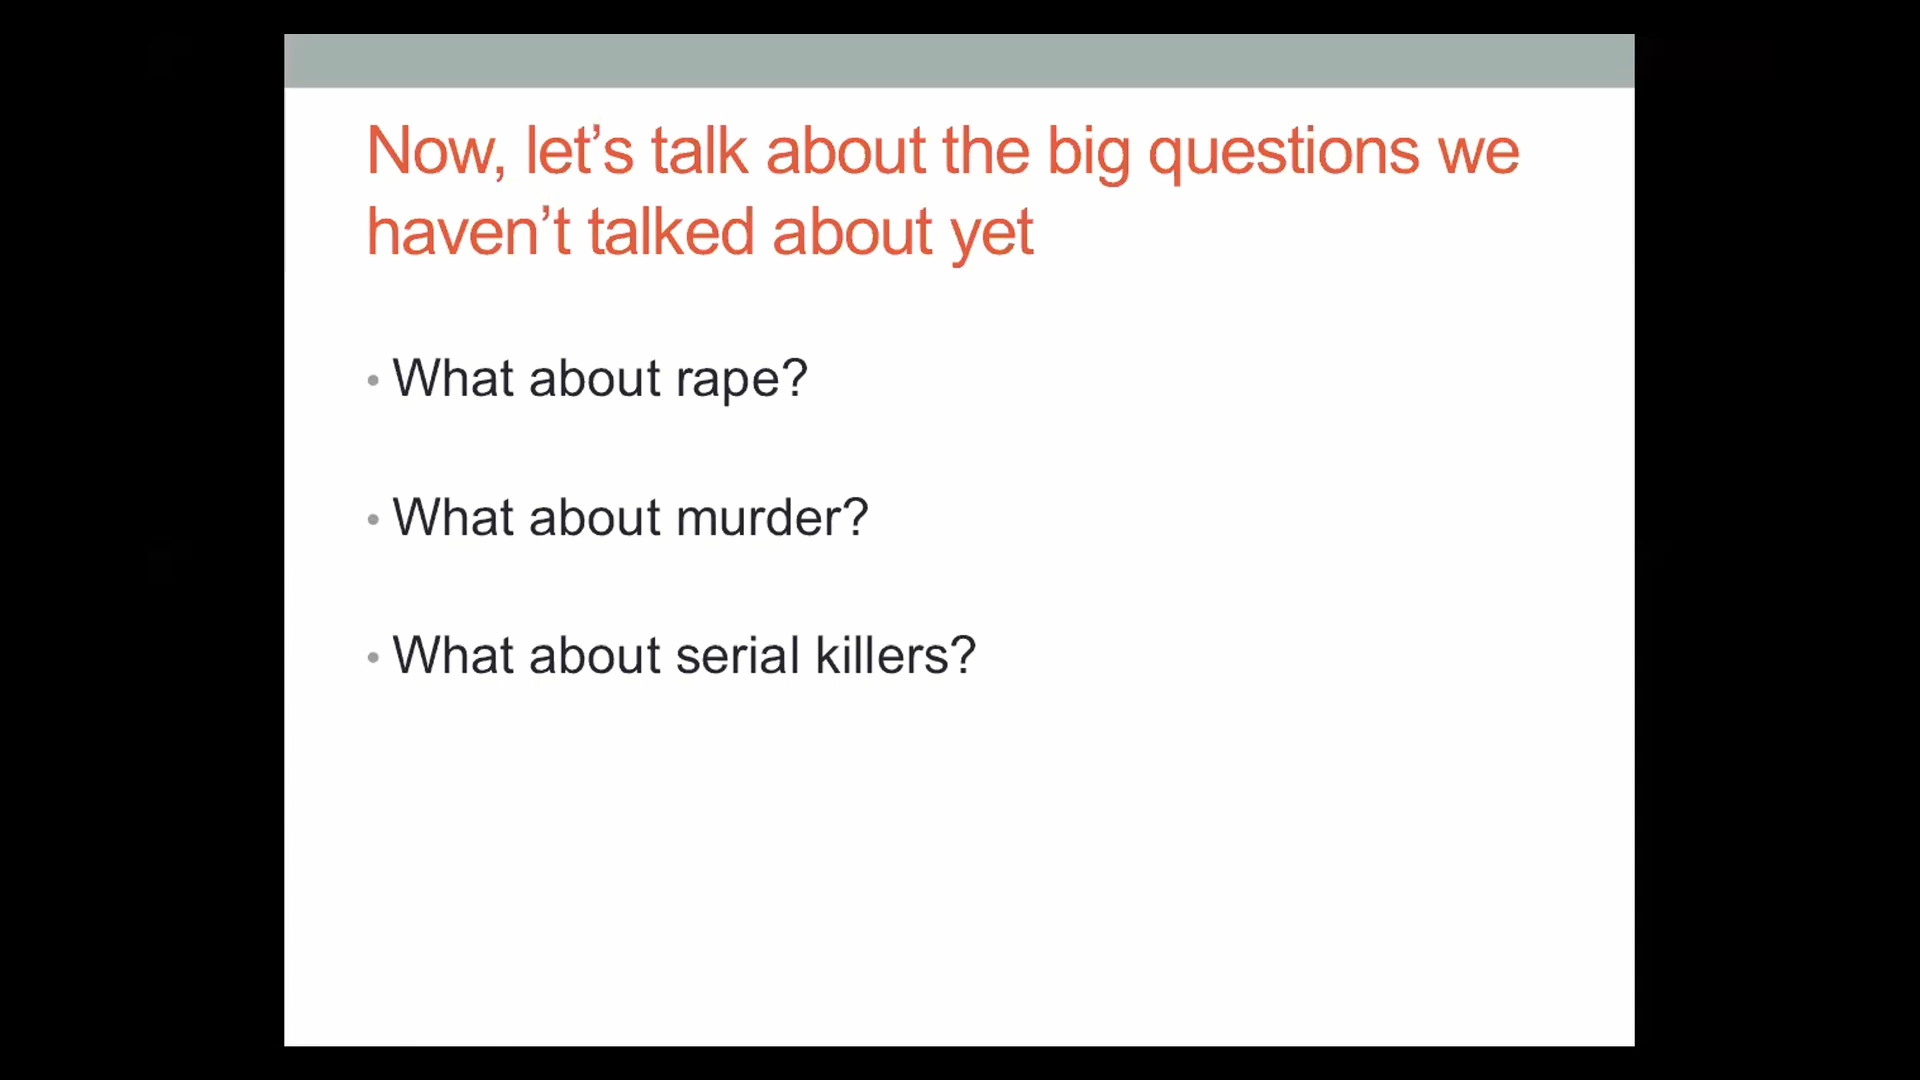 Now, let’s talk about the big questions we
haven’t talked about yet
• What about rape?
• What about murder?
• What about serial killers?